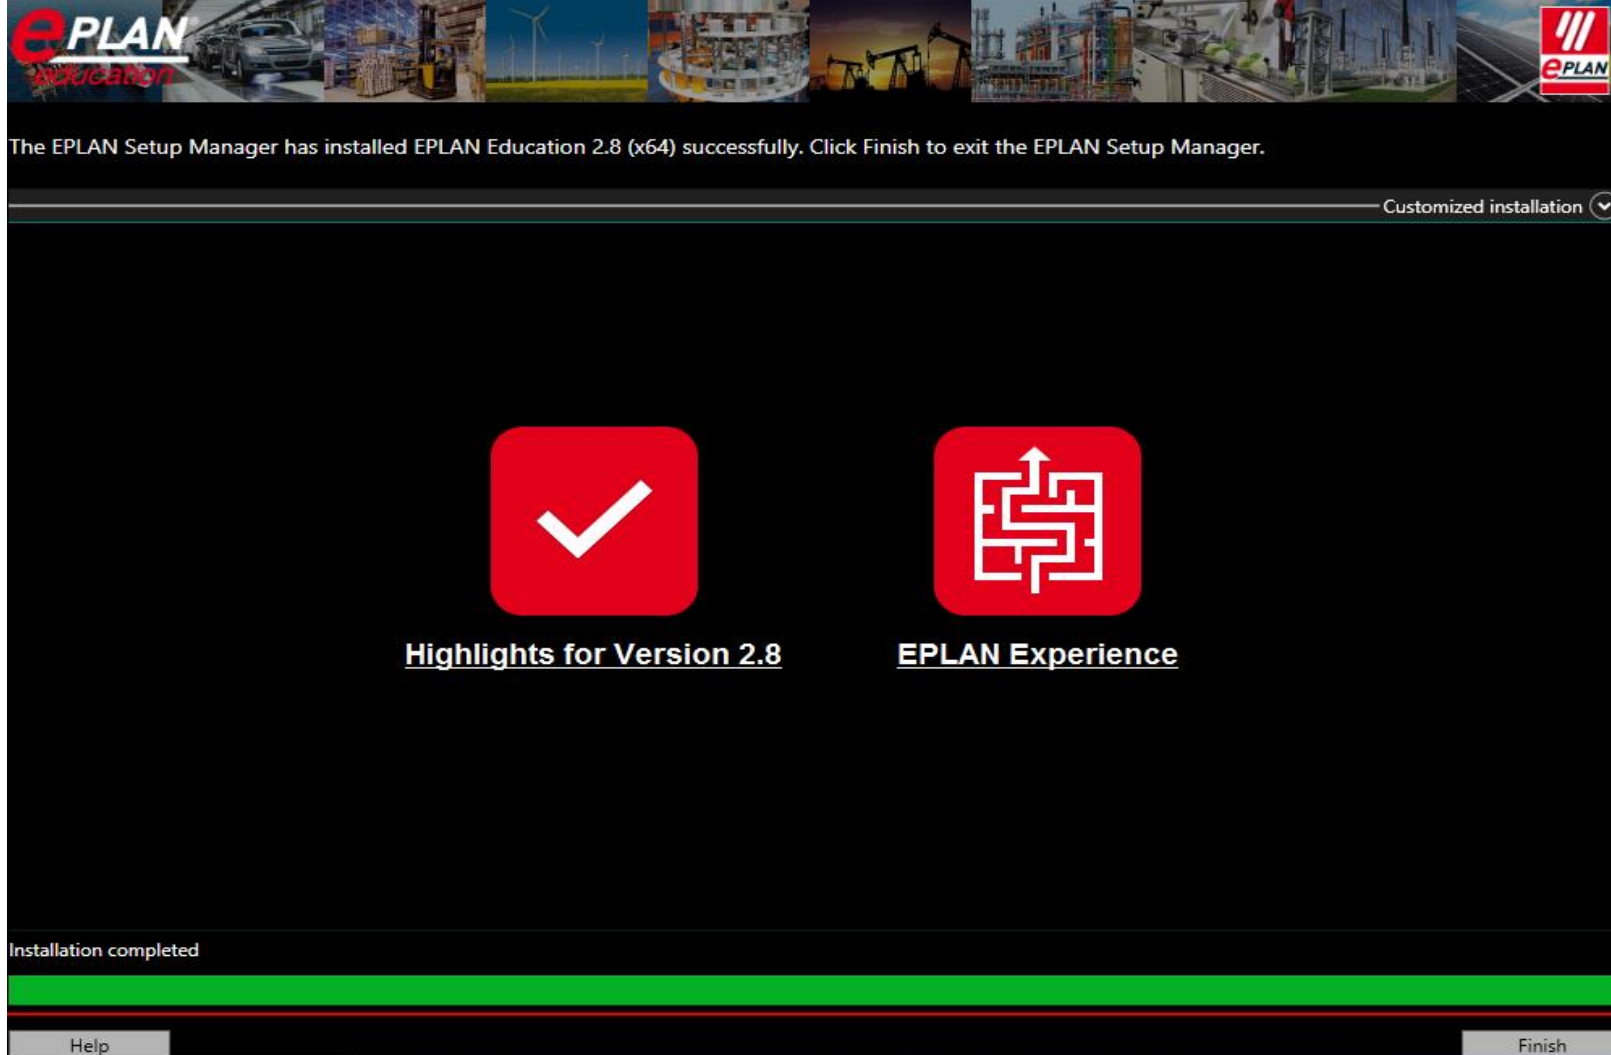 ePLAN®
education
ePLAN
The EPLAN Setup Manager has installed EPLAN Education 2.8 (x64) successfully. Click Finish to exit the EPLAN Setup Manager.
Customized installation
Highlights for Version 2.8
EPLAN Experience
Installation completed
Help
Finish